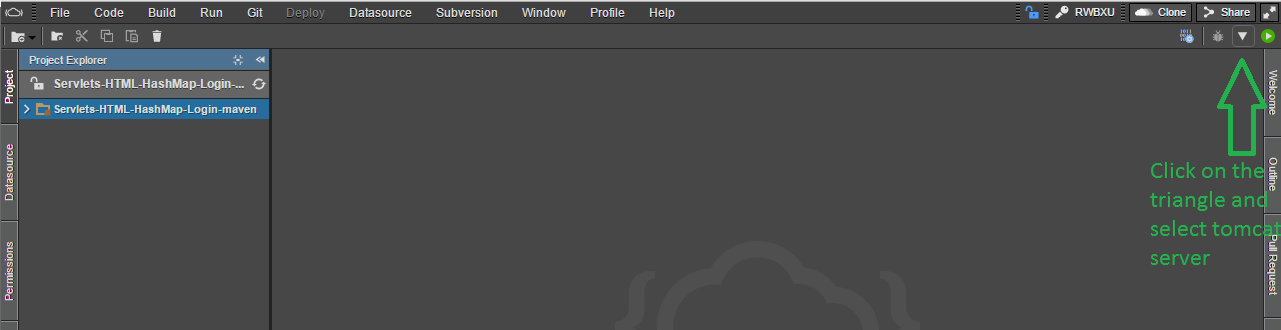 File Code Build Run Git Deploy Datasource Subversion Window Profile Help RWBXU Clone Share
Project Explorer
Servlets-HTML-HashMap-Login-...
Servlets-HTML-HashMap-Login-maven
Project
Datasource
Permissions
Welcome
Outline
Pull Request
Click on the
triangle and
select tomcat
server